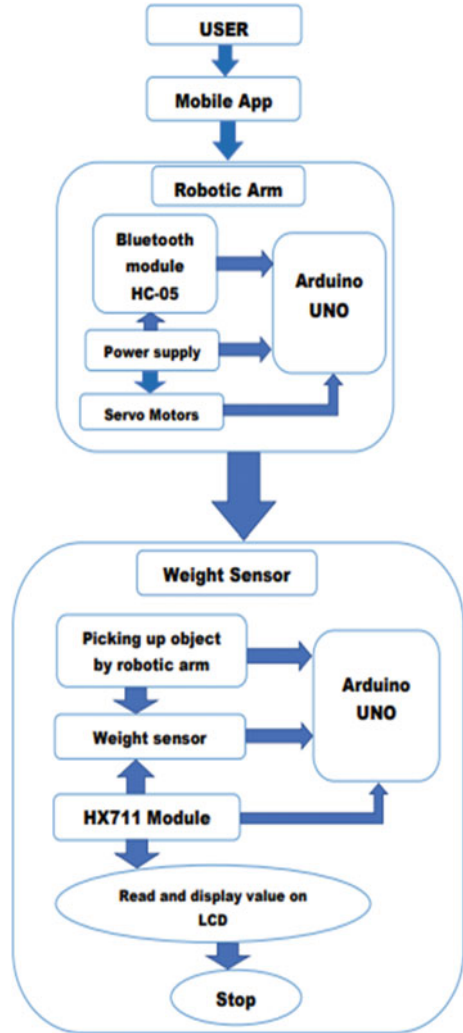 USER
Mobile App
Robotic Arm
Bluetooth
module
HC-05
Arduino
UNO
Power supply
Servo Motors
Weight Sensor
Picking up object
by robotic arm
Arduino
UNO
Weight sensor
HX711 Module
Read and display value on
LCD
Stop